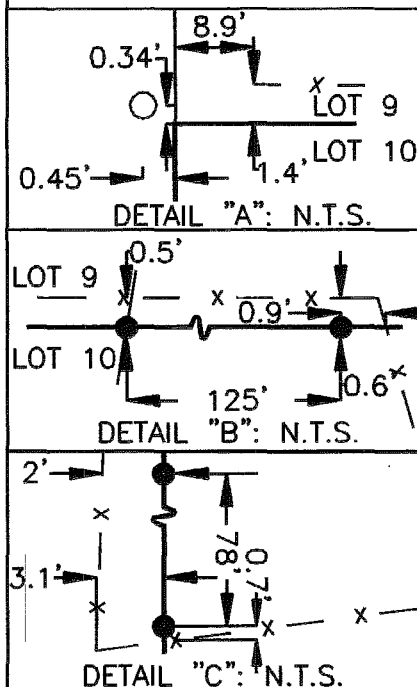 8.9'
0.34'
x
LOT 9
LOT 10
0.45'
1.4'
DETAIL "A": N.T.S.
0.5'
LOT 9
x x x
0.9'
LOT 10
125'
0.6'
x
DETAIL "B": N.T.S.
2'
x
78'
0.7'
3.1'
x
x x x
DETAIL "C": N.T.S.